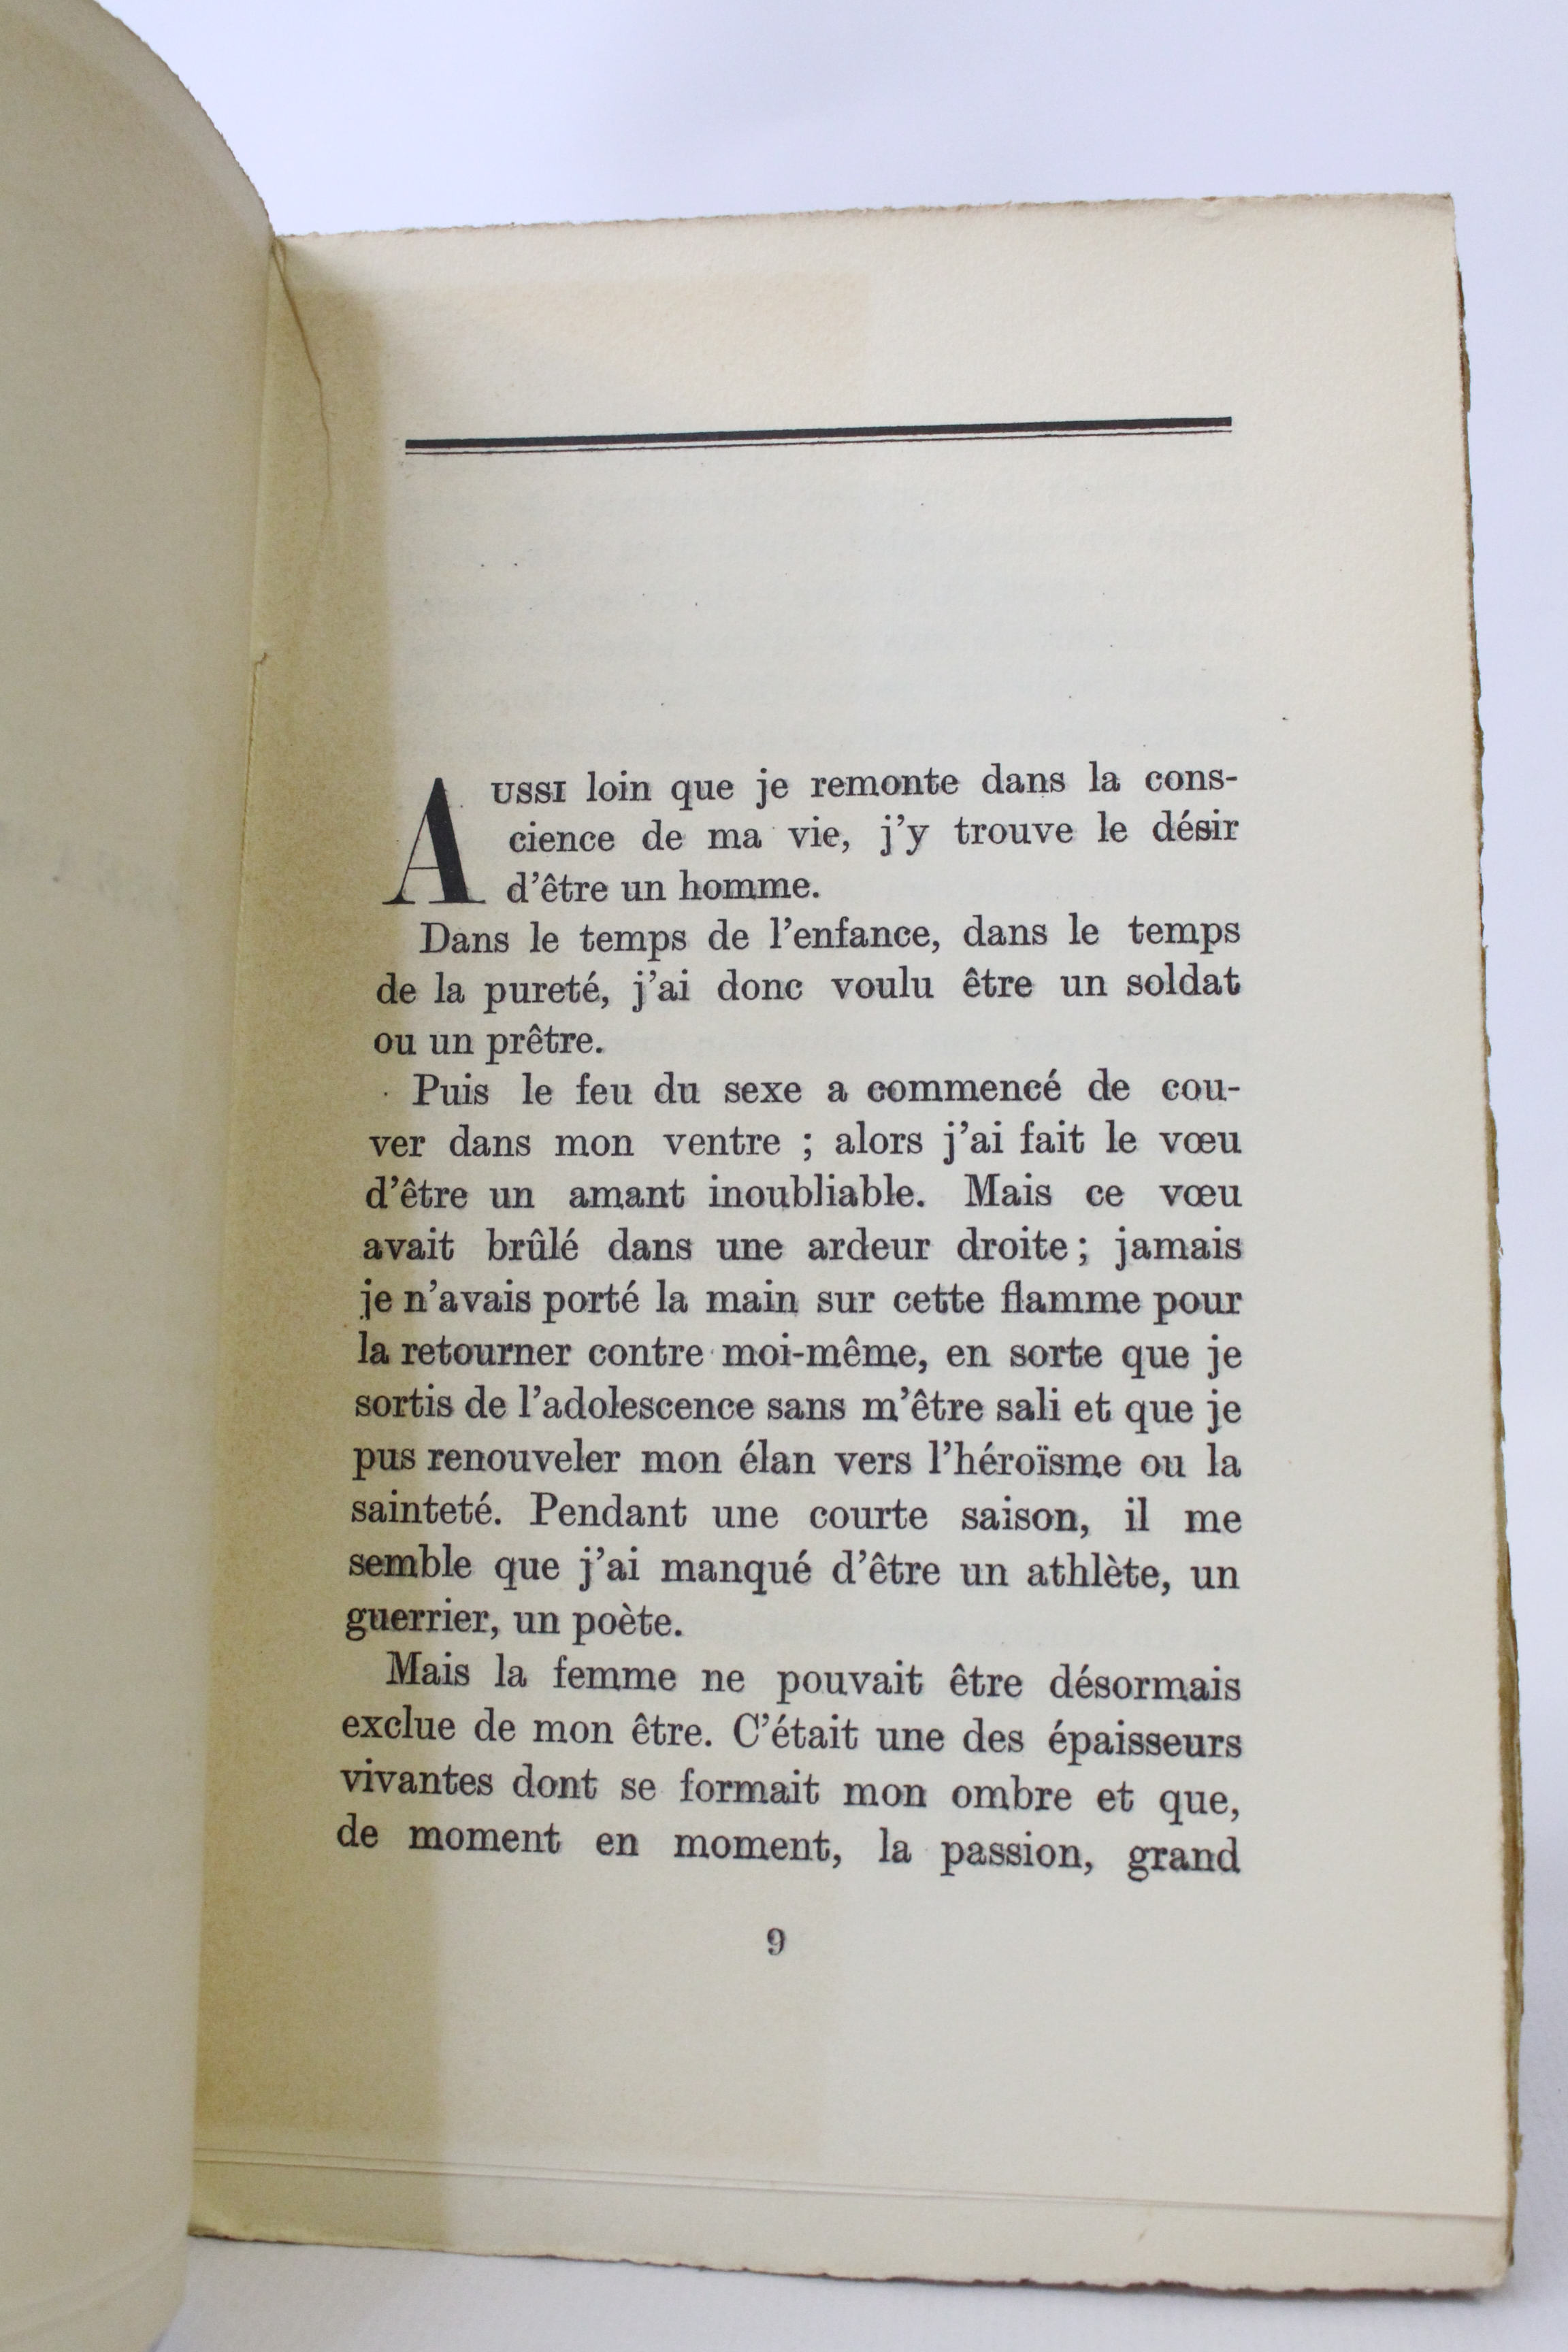 AUSSI loin que je remonte dans la cons-
cience de ma vie, j'y trouve le désir
d'être un homme.
Dans le temps de l'enfance, dans le temps
de la pureté, j'ai donc voulu être un soldat
ou un prêtre.
Puis le feu du sexe a commencé de cou-
ver dans mon ventre ; alors j'ai fait le vœu
d'être un amant inoubliable. Mais ce vœu
avait brûlé dans une ardeur droite ; jamais
je n'avais porté la main sur cette flamme pour
la retourner contre moi-même, en sorte que je
sortis de l'adolescence sans m'être sali et que je
pus renouveler mon élan vers l'héroïsme ou la
sainteté. Pendant une courte saison, il me
semble que j'ai manqué d'être un athlète, un
guerrier, un poète.
Mais la femme ne pouvait être désormais
exclue de mon être. C'était une des épaisseurs
vivantes dont se formait mon ombre et que,
de moment en moment, la passion, grand
9